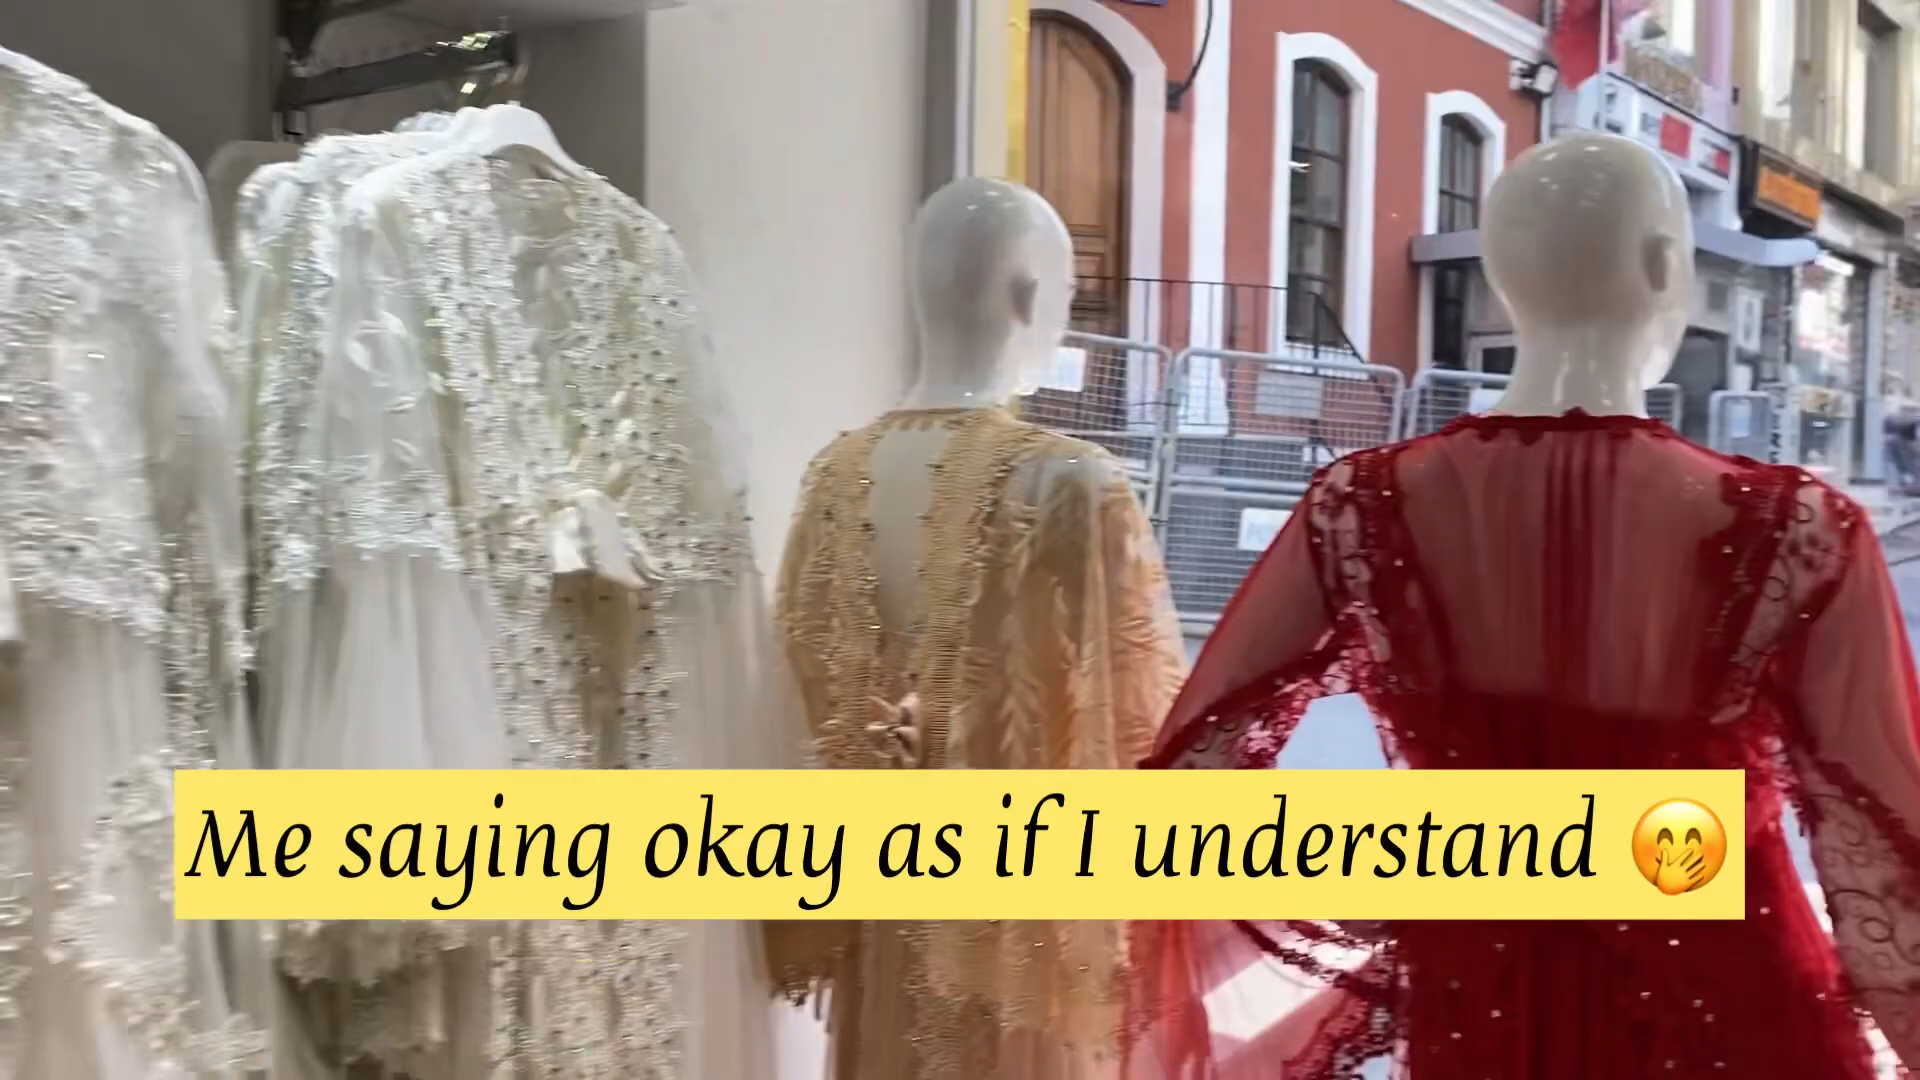 Me saying okay as if I understand 🤭